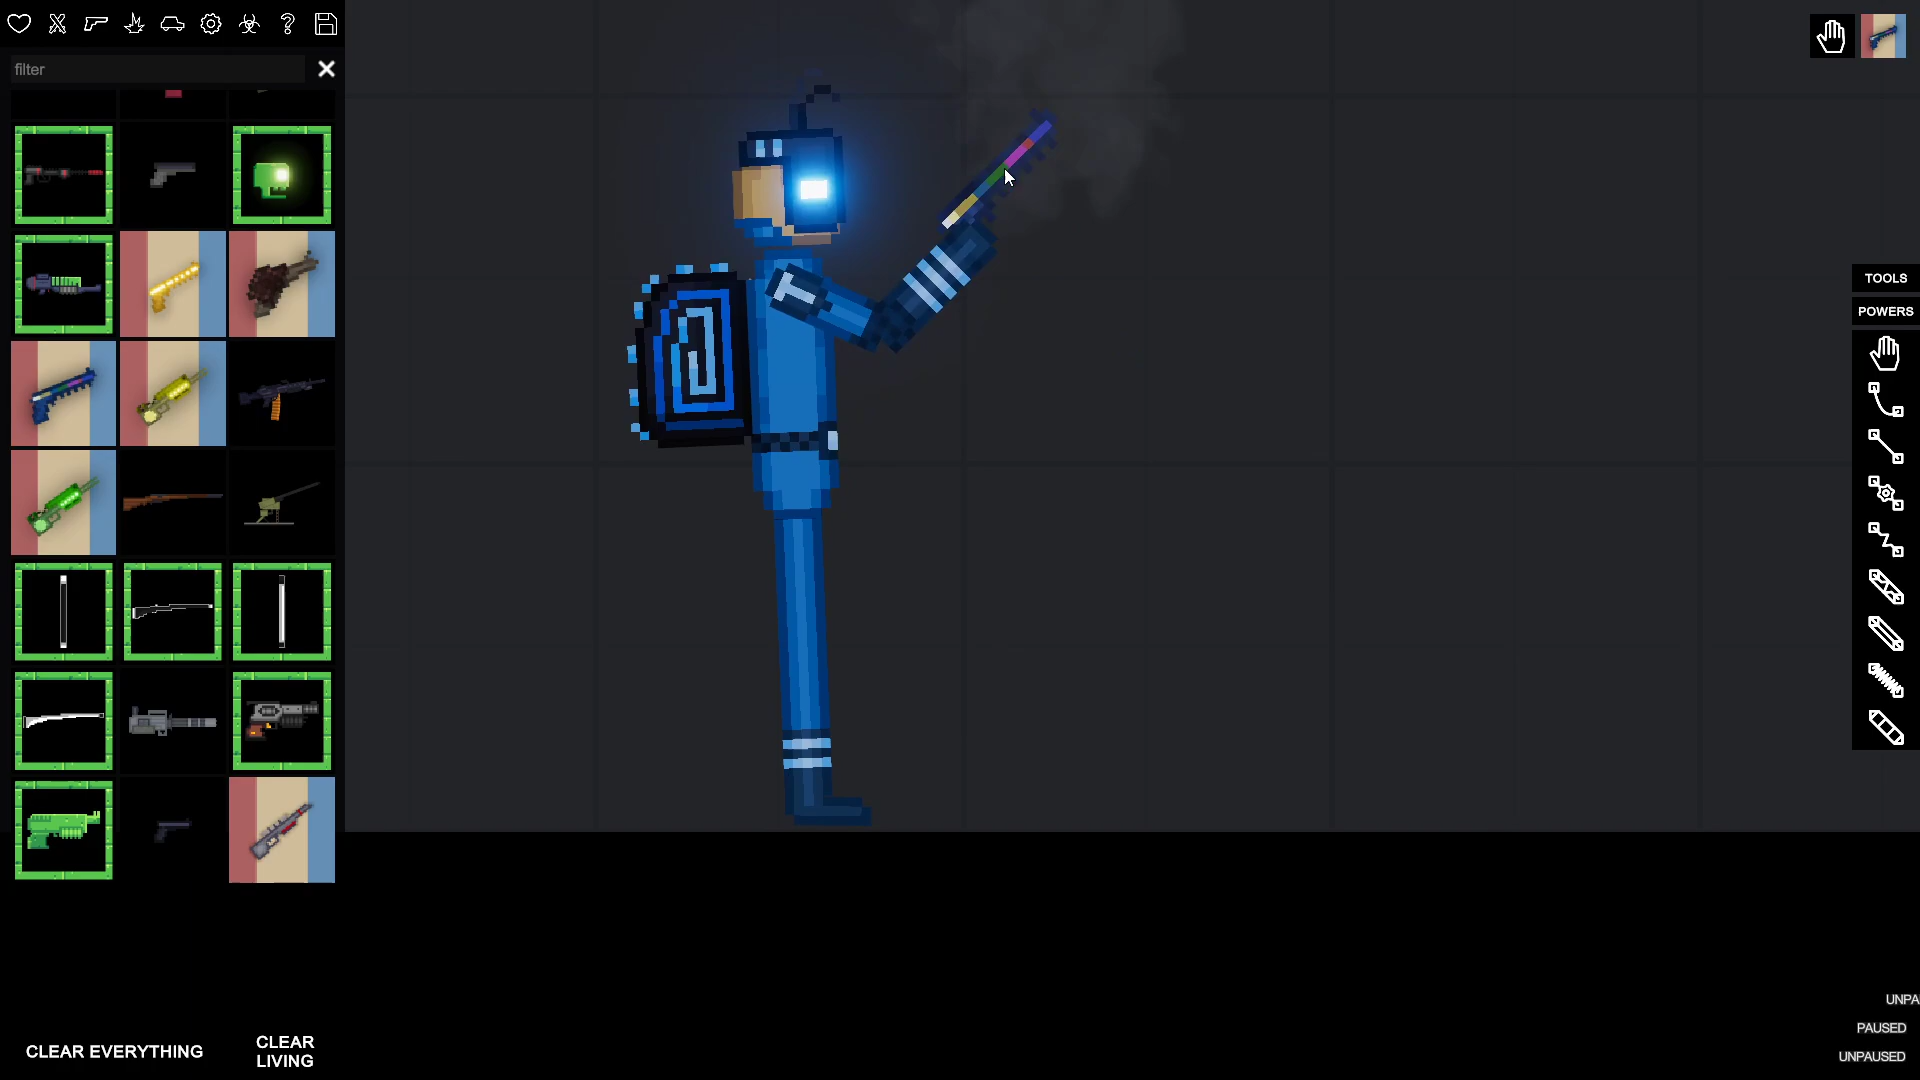 filter
TOOLS
POWERS
UNPA
PAUSED
UNPAUSED
CLEAR EVERYTHING
CLEAR
LIVING